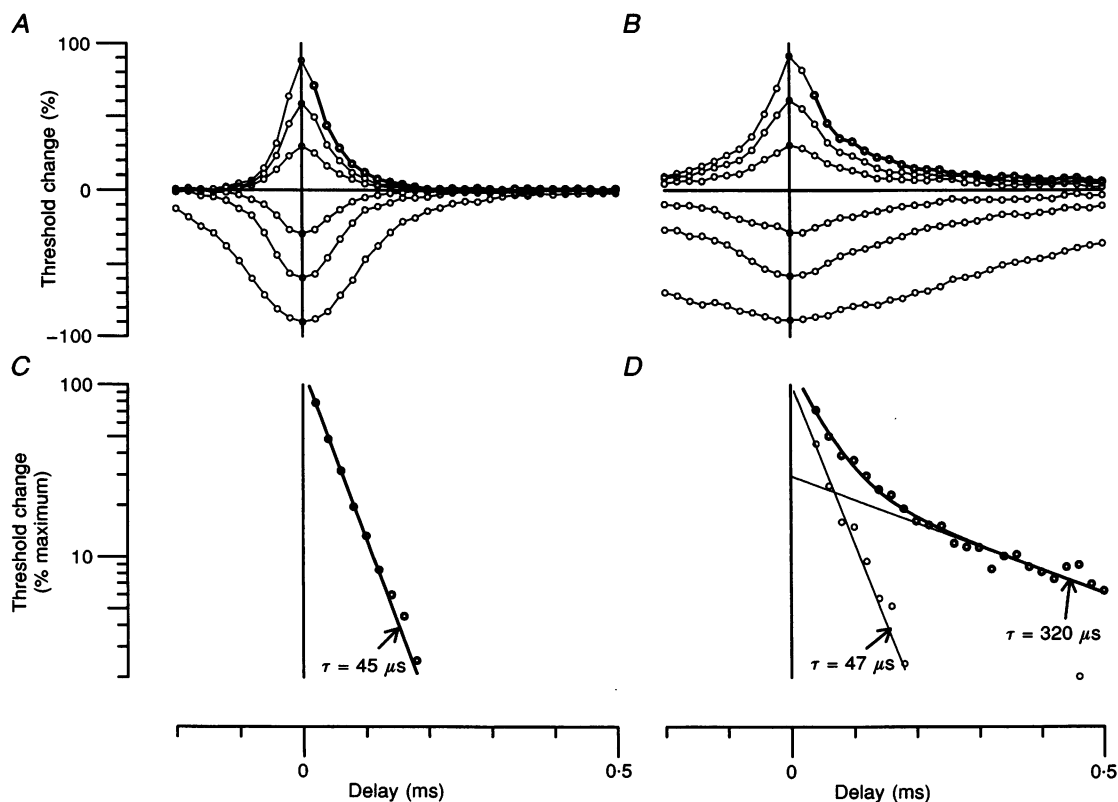 A
B
100
Threshold change (%)
0
−100
C
D
100
Threshold change
(% maximum)
10
τ = 45 μs
τ = 47 μs
τ = 320 μs
0
0·5
0
0·5
Delay (ms)
Delay (ms)